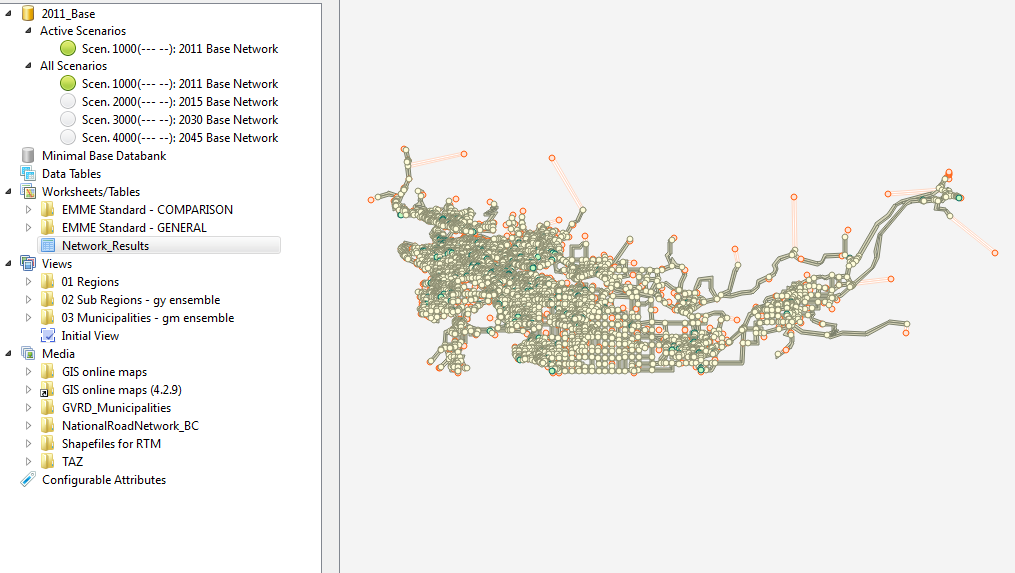 2011_Base
Active Scenarios
Scen. 1000(--- --): 2011 Base Network
All Scenarios
Scen. 1000(--- --): 2011 Base Network
Scen. 2000(--- --): 2015 Base Network
Scen. 3000(--- --): 2030 Base Network
Scen. 4000(--- --): 2045 Base Network
Minimal Base Databank
Data Tables
Worksheets/Tables
EMME Standard - COMPARISON
EMME Standard - GENERAL
Network_Results
Views
01 Regions
02 Sub Regions - gy ensemble
03 Municipalities - gm ensemble
Initial View
Media
GIS online maps
GIS online maps (4.2.9)
GVRD_Municipalities
NationalRoadNetwork_BC
Shapefiles for RTM
TAZ
Configurable Attributes